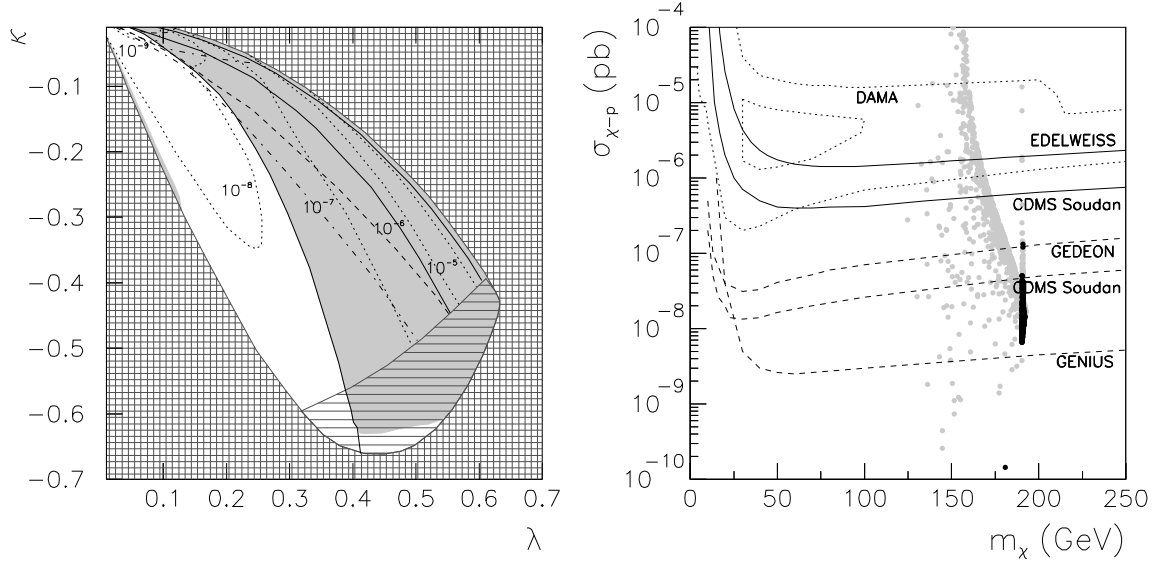 κ
10⁻⁹
−0.1
−0.2
−0.3
−0.4
−0.5
−0.6
−0.7
10⁻⁸
10⁻⁷
10⁻⁶
10⁻⁵
0.1 0.2 0.3 0.4 0.5 0.6 0.7
λ
σχ−p (pb)
10⁻⁴
10⁻⁵
10⁻⁶
10⁻⁷
10⁻⁸
10⁻⁹
10⁻¹⁰
DAMA
EDELWEISS
CDMS Soudan
GEDEON
CDMS Soudan
GENIUS
0 50 100 150 200 250
mχ (GeV)